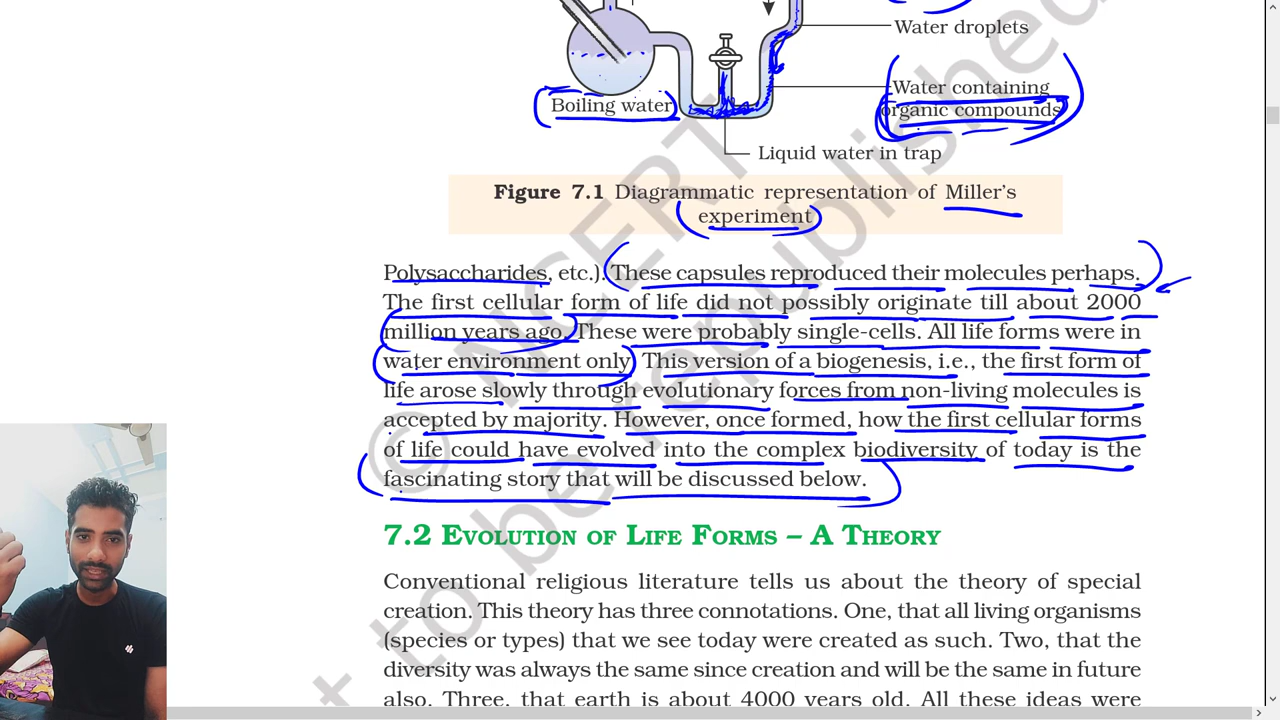 Water droplets
Water containing
organic compounds
Boiling water
Liquid water in trap
Figure 7.1 Diagrammatic representation of Miller's
experiment
Polysaccharides, etc.). These capsules reproduced their molecules perhaps.
The first cellular form of life did not possibly originate till about 2000
million years ago. These were probably single-cells. All life forms were in
water environment only. This version of a biogenesis, i.e., the first form of
life arose slowly through evolutionary forces from non-living molecules is
accepted by majority. However, once formed, how the first cellular forms
of life could have evolved into the complex biodiversity of today is the
fascinating story that will be discussed below.
7.2 EVOLUTION OF LIFE FORMS – A THEORY
Conventional religious literature tells us about the theory of special
creation. This theory has three connotations. One, that all living organisms
(species or types) that we see today were created as such. Two, that the
diversity was always the same since creation and will be the same in future
also. Three, that earth is about 4000 years old. All these ideas were
© NCERT
t to be republished